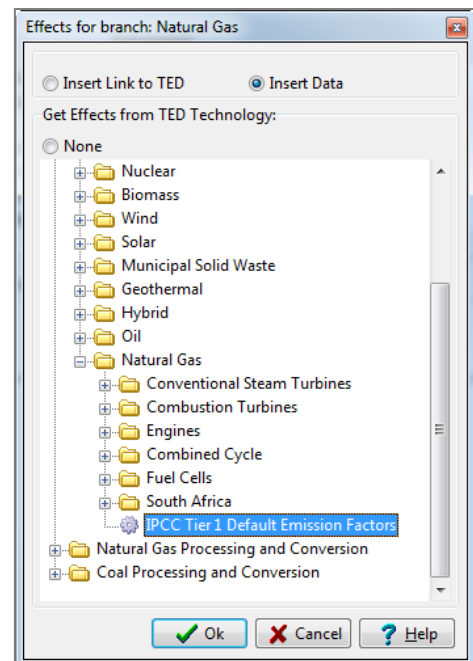 Effects for branch: Natural Gas
Insert Link to TED Insert Data
Get Effects from TED Technology:
None
Nuclear
Biomass
Wind
Solar
Municipal Solid Waste
Geothermal
Hybrid
Oil
Natural Gas
Conventional Steam Turbines
Combustion Turbines
Engines
Combined Cycle
Fuel Cells
South Africa
IPCC Tier 1 Default Emission Factors
Natural Gas Processing and Conversion
Coal Processing and Conversion
Ok Cancel ? Help